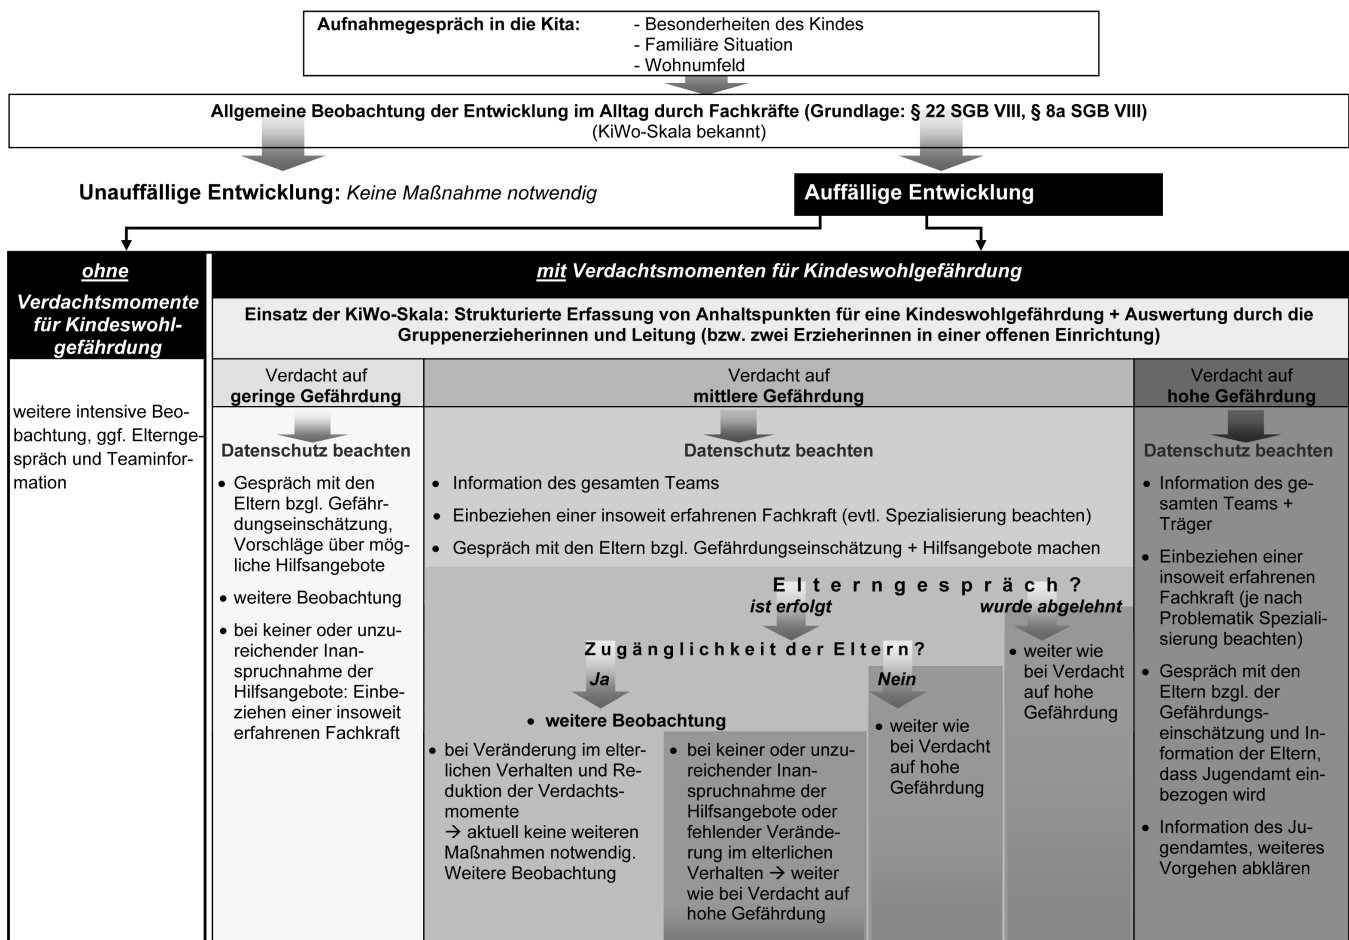 Aufnahmegespräch in die Kita: - Besonderheiten des Kindes
- Familiäre Situation
- Wohnumfeld
Allgemeine Beobachtung der Entwicklung im Alltag durch Fachkräfte (Grundlage: § 22 SGB VIII, § 8a SGB VIII)
(KiWo-Skala bekannt)
Unauffällige Entwicklung: Keine Maßnahme notwendig
Auffällige Entwicklung
ohne
Verdachtsmomente
für Kindeswohl-
gefährdung
weitere intensive Beo-
bachtung, ggf. Elternge-
spräch und Teaminfor-
mation
mit Verdachtsmomenten für Kindeswohlgefährdung
Einsatz der KiWo-Skala: Strukturierte Erfassung von Anhaltspunkten für eine Kindeswohlgefährdung + Auswertung durch die
Gruppenerzieherinnen und Leitung (bzw. zwei Erzieherinnen in einer offenen Einrichtung)
Verdacht auf
geringe Gefährdung
Datenschutz beachten
• Gespräch mit den
Eltern bzgl. Gefähr-
dungseinschätzung,
Vorschläge über mög-
liche Hilfsangebote
• weitere Beobachtung
• bei keiner oder unzu-
reichender Inan-
spruchnahme der
Hilfsangebote: Einbe-
ziehen einer insoweit
erfahrenen Fachkraft
Verdacht auf
mittlere Gefährdung
Datenschutz beachten
• Information des gesamten Teams
• Einbeziehen einer insoweit erfahrenen Fachkraft (evtl. Spezialisierung beachten)
• Gespräch mit den Eltern bzgl. Gefährdungseinschätzung + Hilfsangebote machen
Elterngespräch?
ist erfolgt
wurde abgelehnt
Zugänglichkeit der Eltern?
Ja
Nein
• weitere Beobachtung
• bei Veränderung im elter-
lichen Verhalten und Re-
duktion der Verdachts-
momente
→ aktuell keine weiteren
Maßnahmen notwendig.
Weitere Beobachtung
• bei keiner oder unzu-
reichender Inan-
spruchnahme der
Hilfsangebote oder
fehlender Verände-
rung im elterlichen
Verhalten → weiter
wie bei Verdacht auf
hohe Gefährdung
• weiter wie
bei Verdacht
auf hohe
Gefährdung
• weiter wie
bei Verdacht
auf hohe
Gefährdung
Verdacht auf
hohe Gefährdung
Datenschutz beachten
• Information des ge-
samten Teams +
Träger
• Einbeziehen einer
insoweit erfahrenen
Fachkraft (je nach
Problematik Speziali-
sierung beachten)
• Gespräch mit den
Eltern bzgl. der
Gefährdungs-
einschätzung und In-
formation der Eltern,
dass Jugendamt ein-
bezogen wird
• Information des Ju-
gendamtes, weiteres
Vorgehen abklären